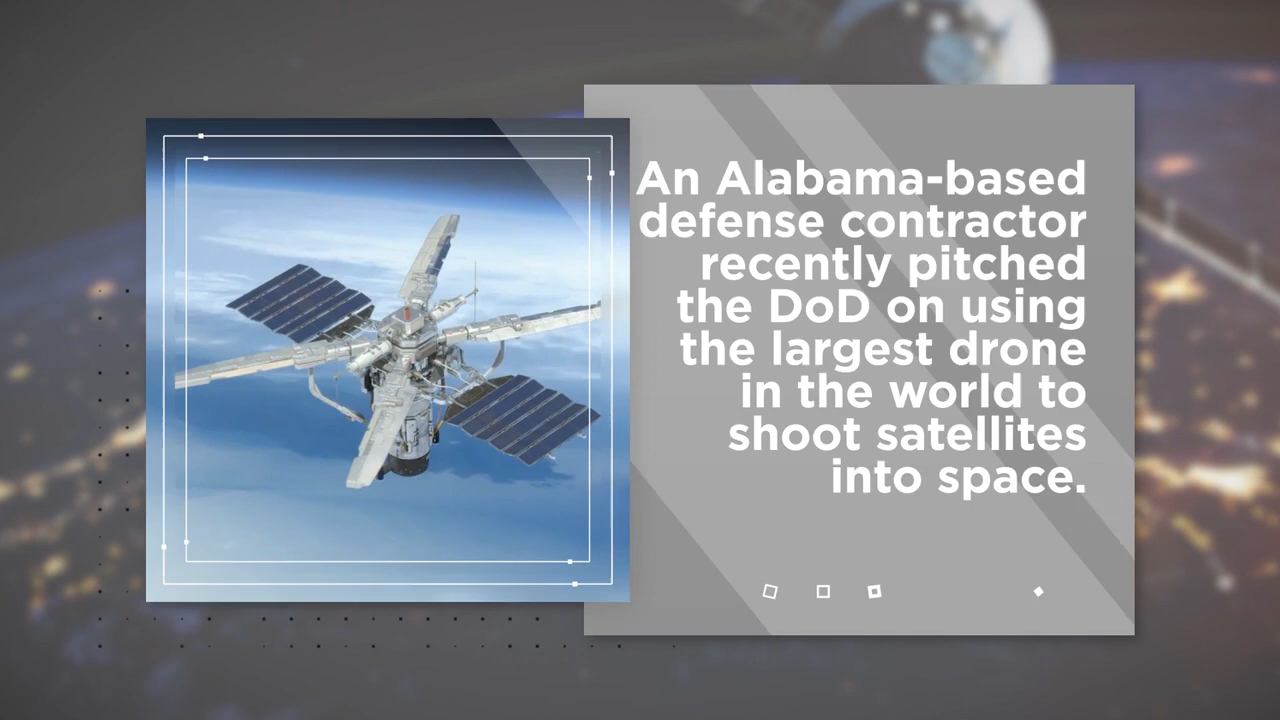 An Alabama-based
defense contractor
recently pitched
the DoD on using
the largest drone
in the world to
shoot satellites
into space.